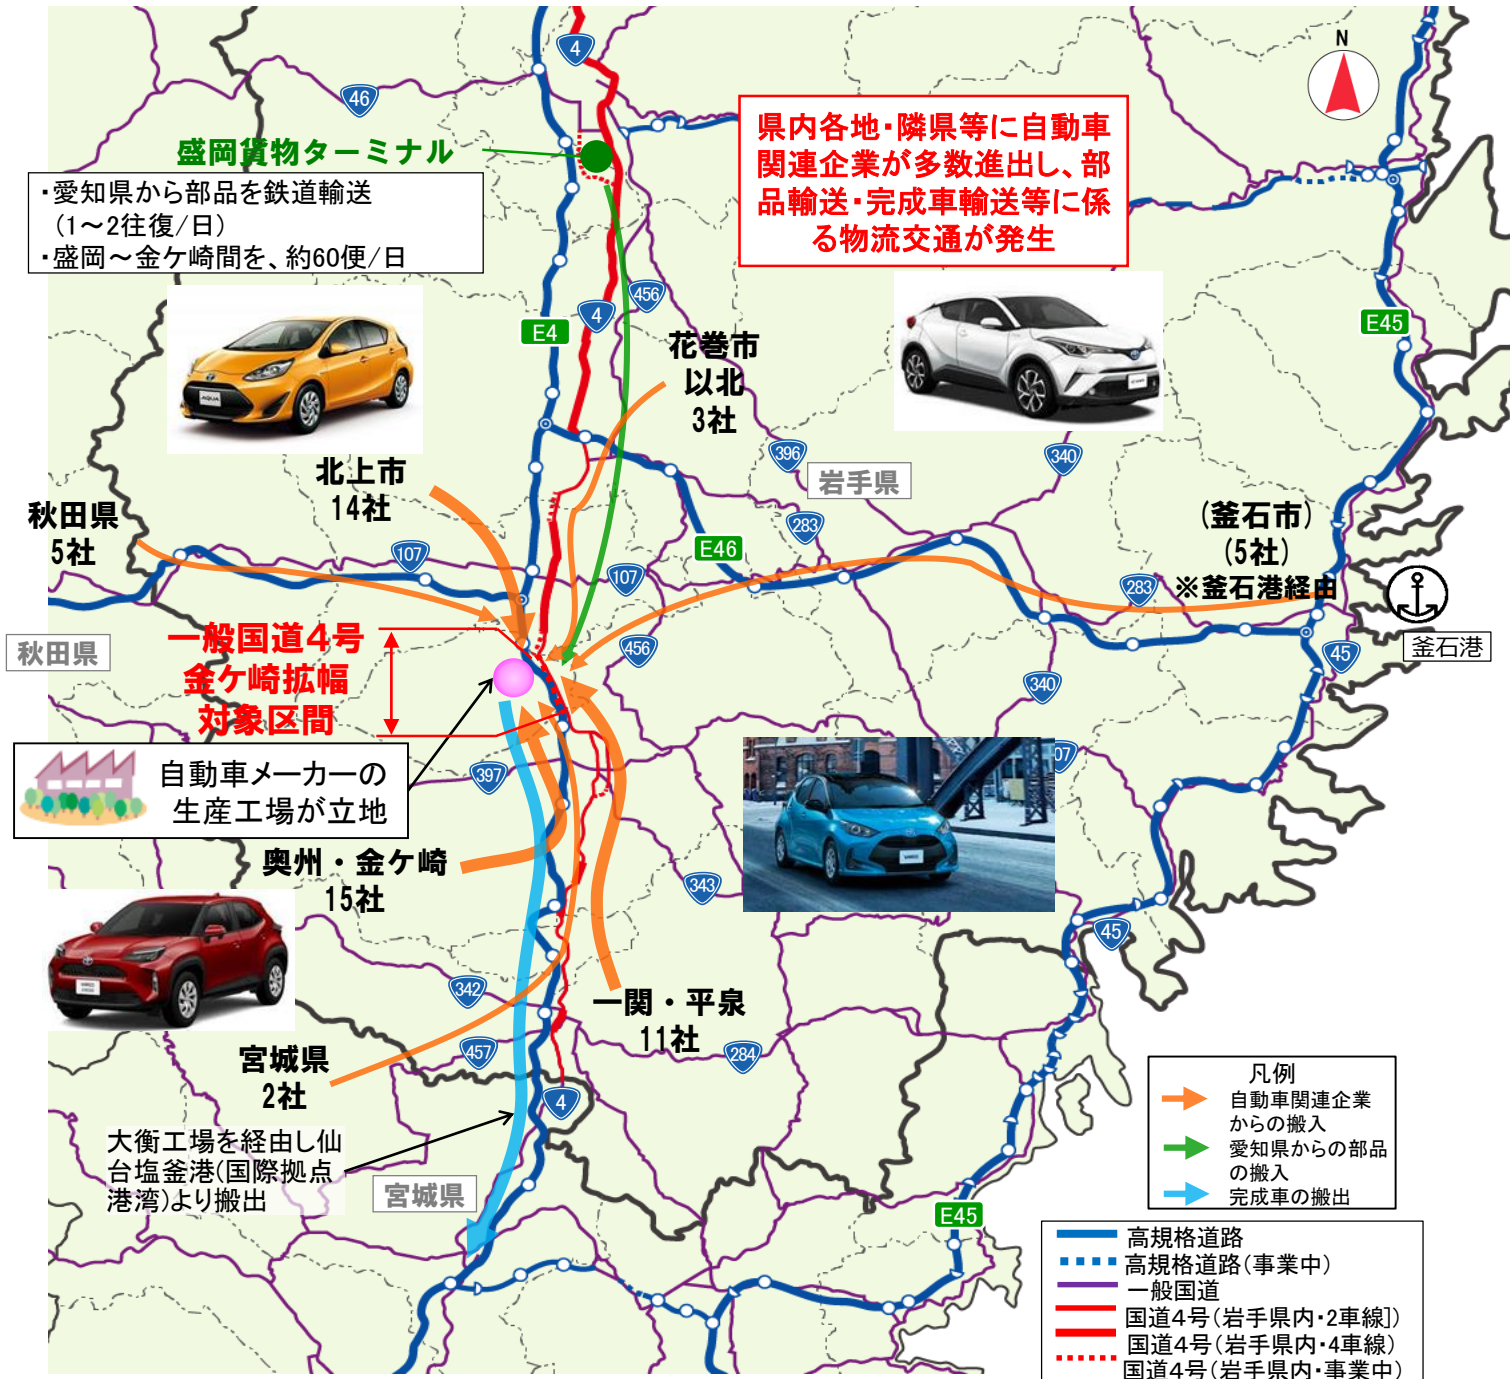 4
N
46
盛岡貨物ターミナル
・愛知県から部品を鉄道輸送
(1～2往復/日)
・盛岡～金ケ崎間を、約60便/日
県内各地・隣県等に自動車
関連企業が多数進出し、部
品輸送・完成車輸送等に係
る物流交通が発生
456
4
E4
E45
花巻市
以北
3社
AQUA
北上市
14社
396
340
岩手県
秋田県
5社
283
(釜石市)
(5社)
※釜石港経由
107
E46
107
283
釜石港
一般国道4号
金ケ崎拡幅
対象区間
秋田県
456
45
340
自動車メーカーの
生産工場が立地
397
07
奥州・金ケ崎
15社
343
45
342
一関・平泉
11社
宮城県
2社
457
284
4
大衡工場を経由し仙
台塩釜港(国際拠点
港湾)より搬出
宮城県
E45
凡例
自動車関連企業
からの搬入
愛知県からの部品
の搬入
完成車の搬出
高規格道路
高規格道路(事業中)
一般国道
国道4号(岩手県内・2車線])
国道4号(岩手県内・4車線)
国道4号(岩手県内・事業中)